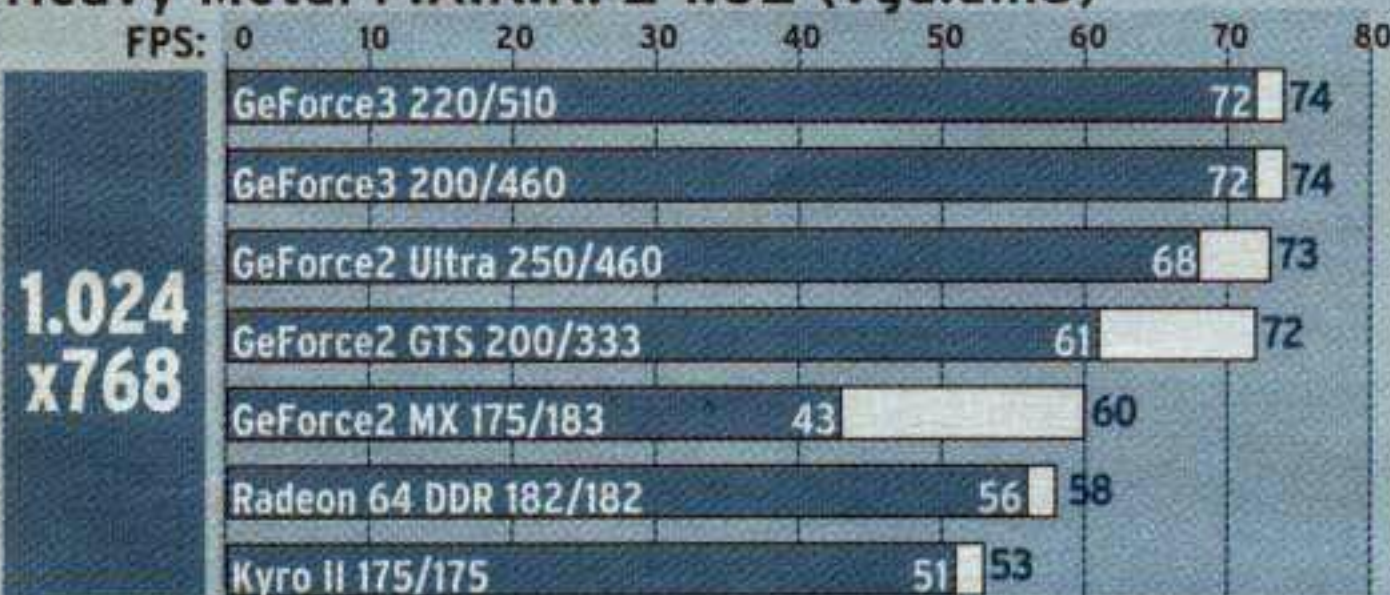 FPS: 0 10 20 30 40 50 60 70 80
GeForce3 220/510 72 74
GeForce3 200/460 72 74
1.024
x768
GeForce2 Ultra 250/460 68 73
GeForce2 GTS 200/333 61 72
GeForce2 MX 175/183 43 60
Radeon 64 DDR 182/182 56 58
Kyro II 175/175 51 53